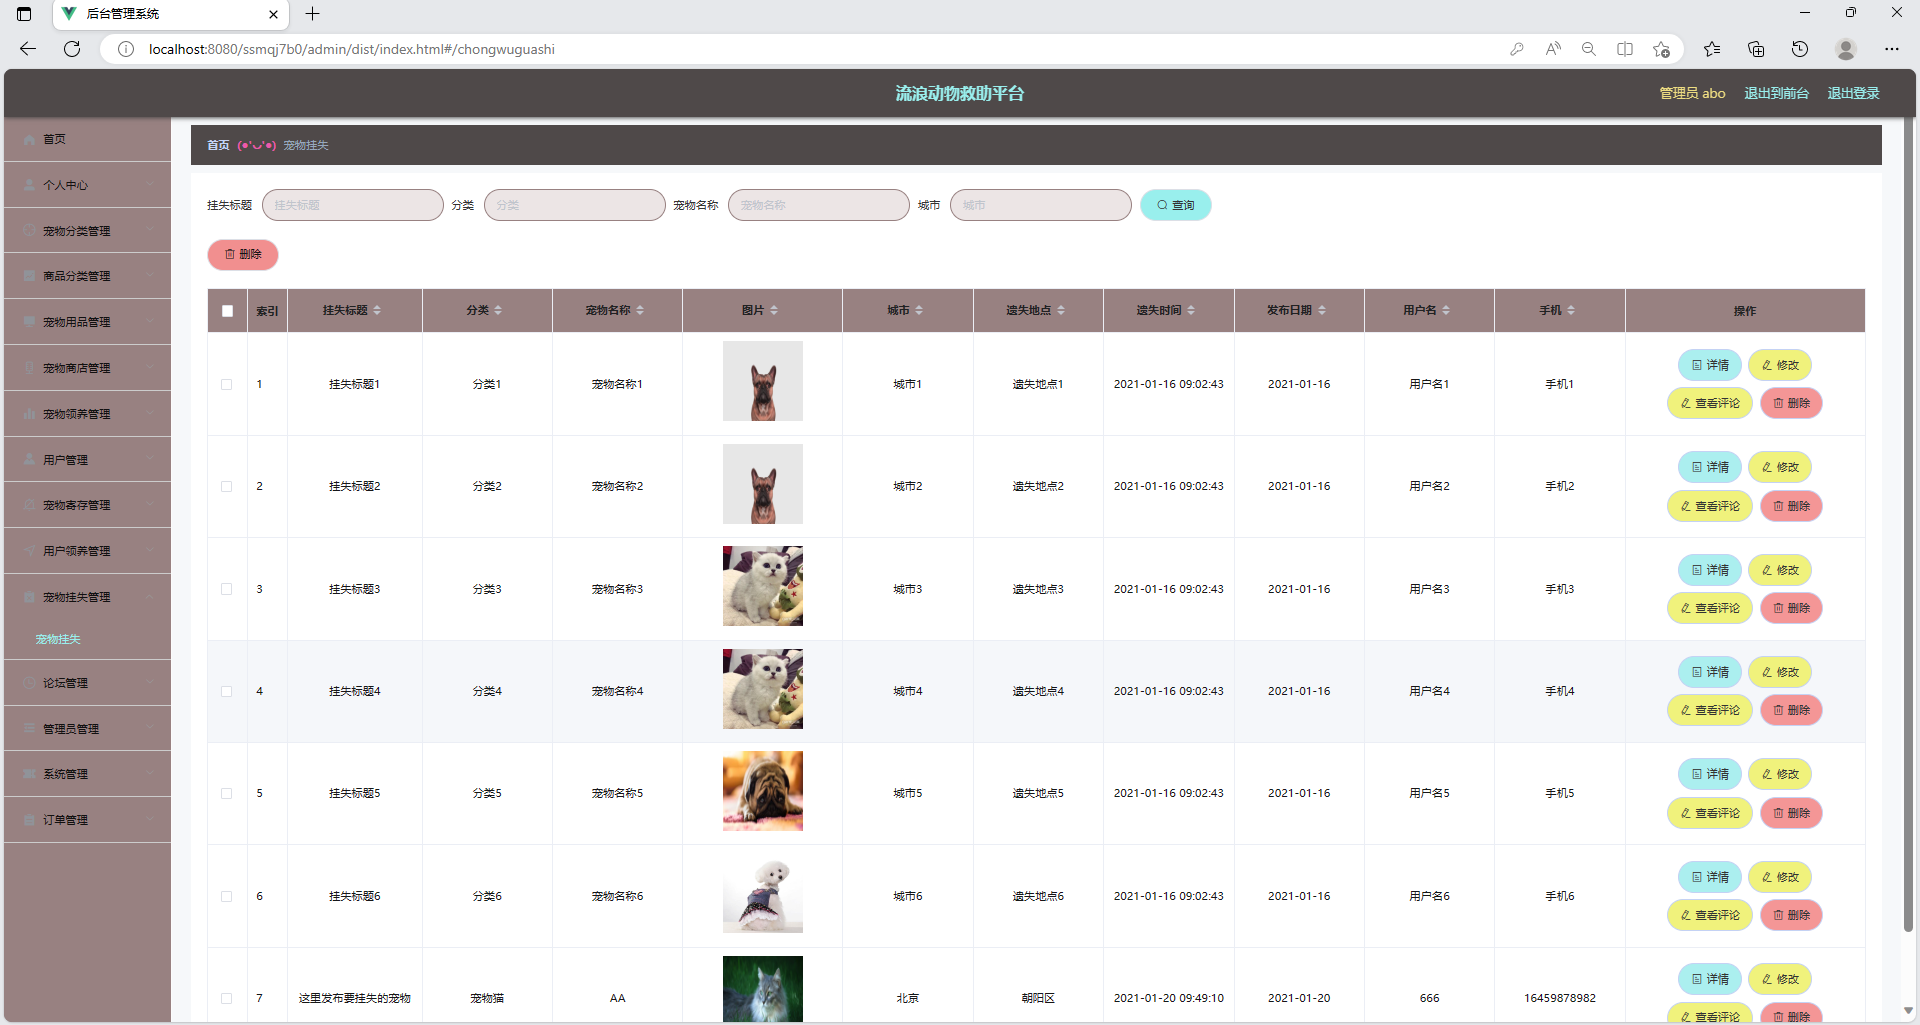 后台管理系统
localhost:8080/ssmqj7b0/admin/dist/index.html#/chongwuguashi
流浪动物救助平台
管理员 abo 退出到前台 退出登录
首页
个人中心
宠物分类管理
商品分类管理
宠物用品管理
宠物商店管理
宠物领养管理
用户管理
宠物寄存管理
用户领养管理
宠物挂失管理
宠物挂失
论坛管理
管理员管理
系统管理
订单管理
首页 (●'◡'●) 宠物挂失
挂失标题 挂失标题 分类 分类 宠物名称 宠物名称 城市 城市 查询
删除
索引 挂失标题 分类 宠物名称 图片 城市 遗失地点 遗失时间 发布日期 用户名 手机 操作
1 挂失标题1 分类1 宠物名称1 城市1 遗失地点1 2021-01-16 09:02:43 2021-01-16 用户名1 手机1 详情 修改
查看评论 删除
2 挂失标题2 分类2 宠物名称2 城市2 遗失地点2 2021-01-16 09:02:43 2021-01-16 用户名2 手机2 详情 修改
查看评论 删除
3 挂失标题3 分类3 宠物名称3 城市3 遗失地点3 2021-01-16 09:02:43 2021-01-16 用户名3 手机3 详情 修改
查看评论 删除
4 挂失标题4 分类4 宠物名称4 城市4 遗失地点4 2021-01-16 09:02:43 2021-01-16 用户名4 手机4 详情 修改
查看评论 删除
5 挂失标题5 分类5 宠物名称5 城市5 遗失地点5 2021-01-16 09:02:43 2021-01-16 用户名5 手机5 详情 修改
查看评论 删除
6 挂失标题6 分类6 宠物名称6 城市6 遗失地点6 2021-01-16 09:02:43 2021-01-16 用户名6 手机6 详情 修改
查看评论 删除
7 这里发布要挂失的宠物 宠物猫 AA 北京 朝阳区 2021-01-20 09:49:10 2021-01-20 666 16459878982 详情 修改
查看评论 删除